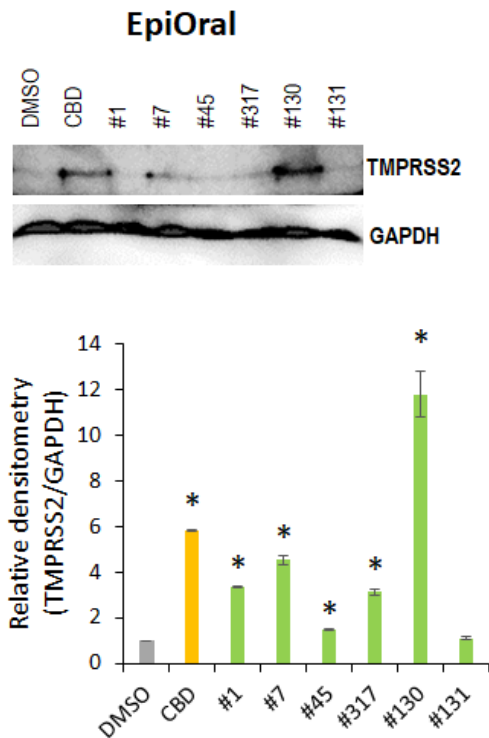 EpiOral
DMSO CBD #1 #7 #45 #317 #130 #131
TMPRSS2
GAPDH
Relative densitometry
(TMPRSS2/GAPDH)
14
12
10
8
6
4
2
0
* * * * * *
DMSO CBD #1 #7 #45 #317 #130 #131